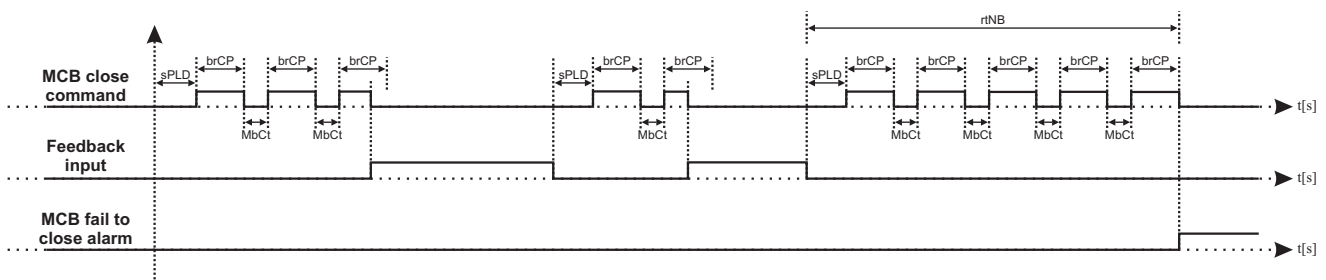 rtNB
brCP brCP brCP brCP brCP brCP brCP brCP brCP brCP
sPLD sPLD sPLD
MCB close
command
t[s]
MbCt MbCt MbCt MbCt MbCt MbCt MbCt
Feedback
input
t[s]
MCB fail to
close alarm
t[s]